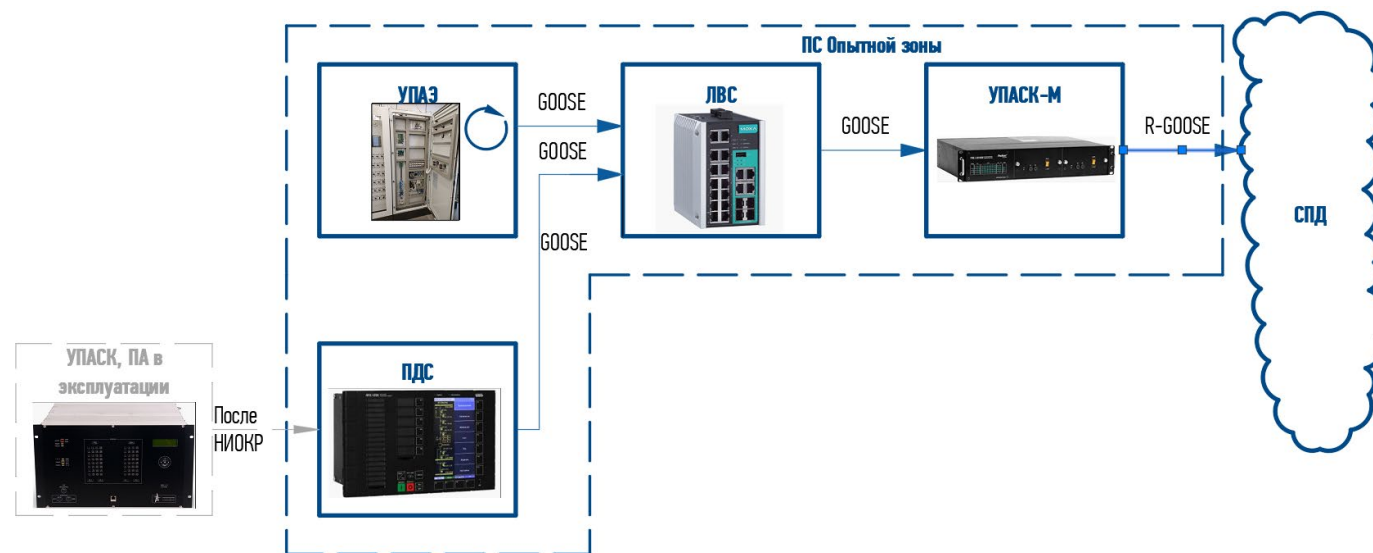 ПС Опытной зоны
УПАЭ
GOOSE
GOOSE
ЛВС
GOOSE
УПАСК-М
R-GOOSE
СПД
GOOSE
УПАСК, ПА в
эксплуатации
После
НИОКР
ПДС